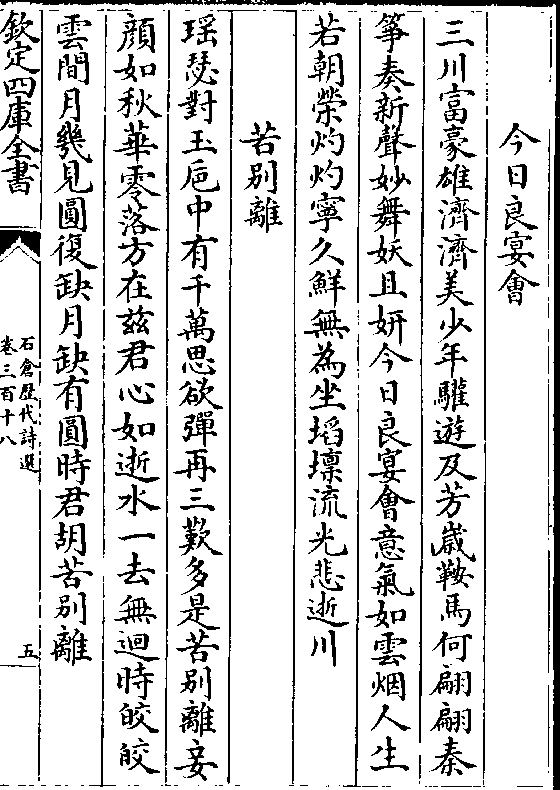 今日良宴會
三川富豪雄濟濟美少年驩遊及芳歲鞍馬何翩翩秦
箏奏新聲妙舞妖且妍今日良宴會意氣如雲烟人生
若朝榮灼灼寧久鮮無為坐塪壈流光悲逝川
苦別離
瑶瑟對玉巵中有千萬思欲彈再三歎多是苦別離妾
顔如秋華零落方在兹君心如逝水一去無迴時皎皎
雲間月幾見圓復缺月缺有圓時君胡苦別離
欽定四庫全書
石倉歷代詩選
卷三百十八
五